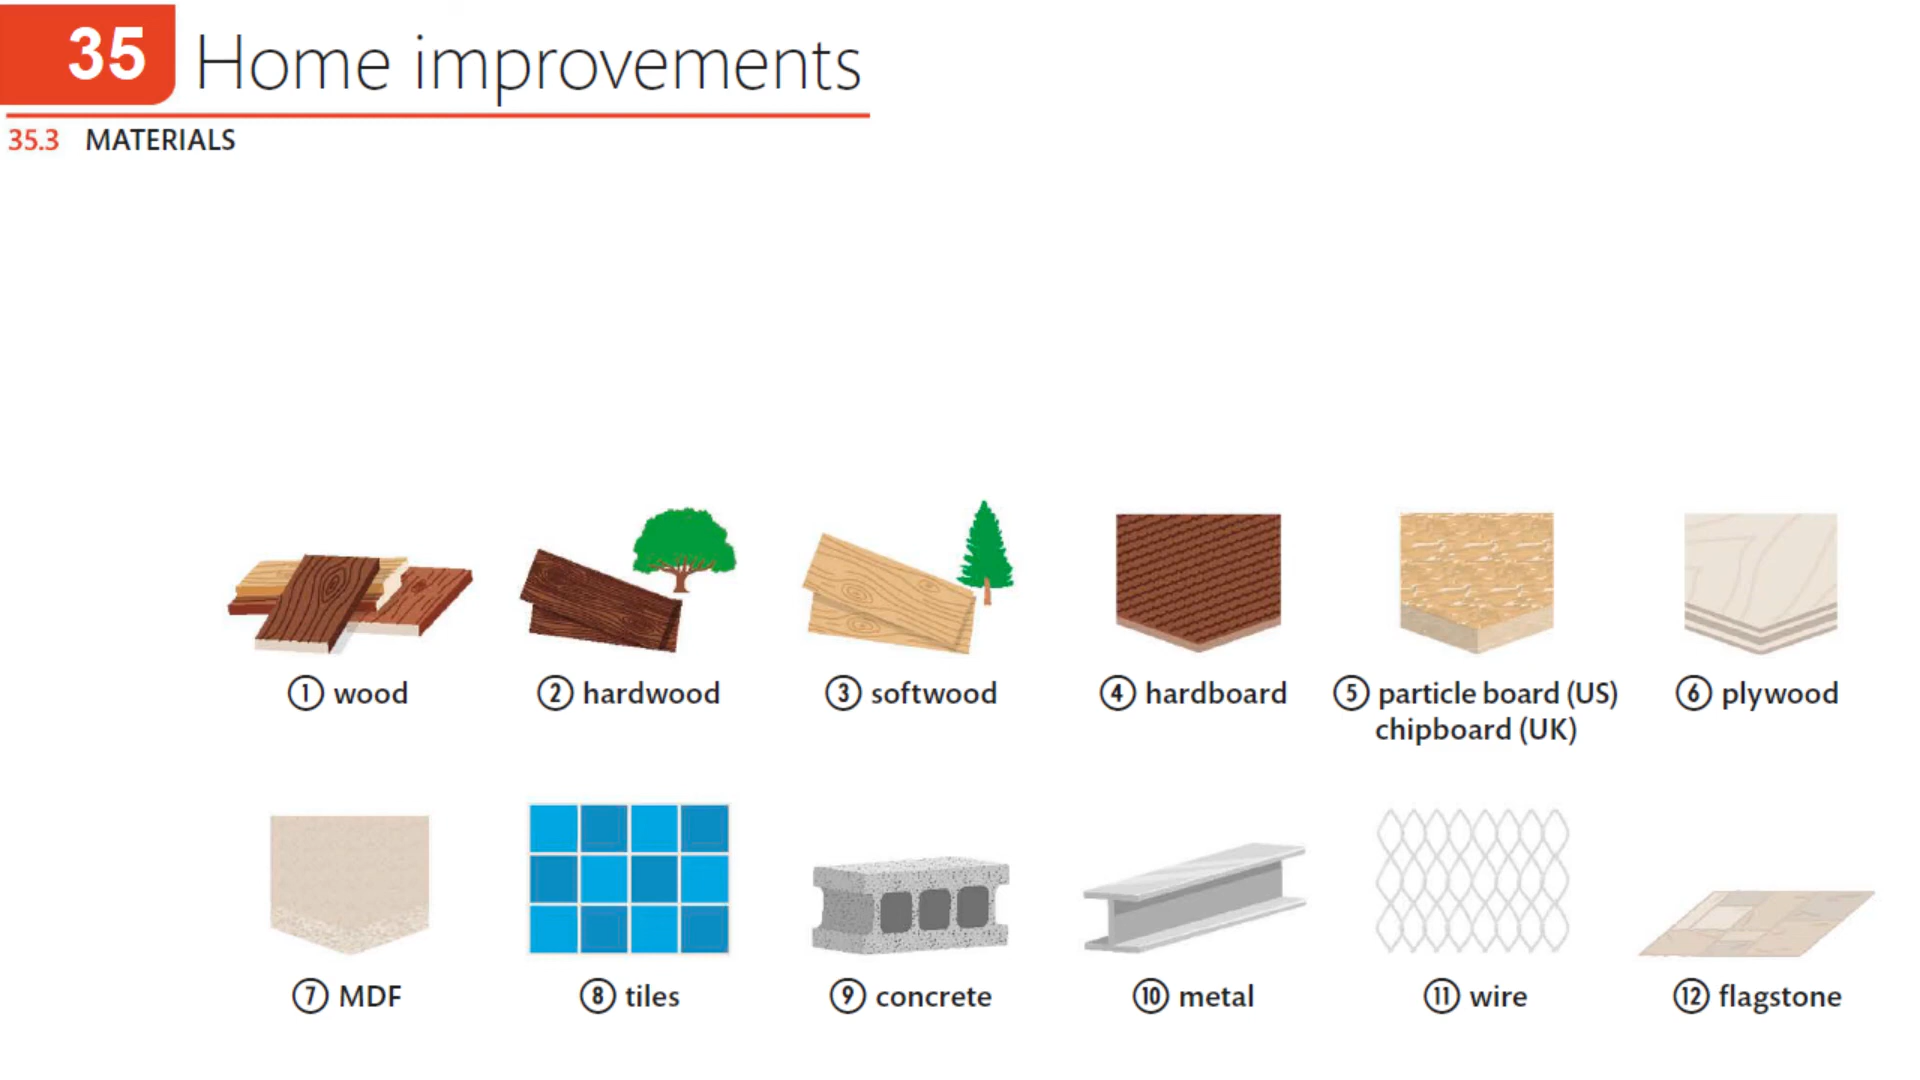 35 Home improvements
35.3 MATERIALS
① wood
② hardwood
③ softwood
④ hardboard
⑤ particle board (US)
chipboard (UK)
⑥ plywood
⑦ MDF
⑧ tiles
⑨ concrete
⑩ metal
⑪ wire
⑫ flagstone